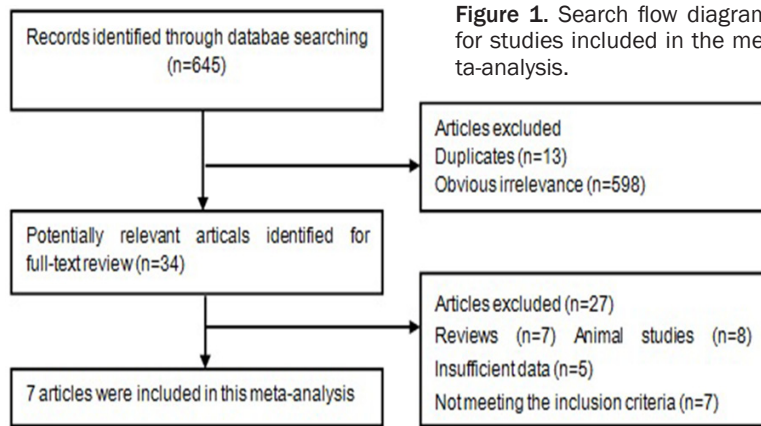 Records identified through databae searching
(n=645)
Figure 1. Search flow diagram
for studies included in the me-
ta-analysis.
Articles excluded
Duplicates (n=13)
Obvious irrelevance (n=598)
Potentially relevant articals identified for
full-text review (n=34)
Articles excluded (n=27)
Reviews (n=7) Animal studies (n=8)
Insufficient data (n=5)
Not meeting the inclusion criteria (n=7)
7 articles were included in this meta-analysis